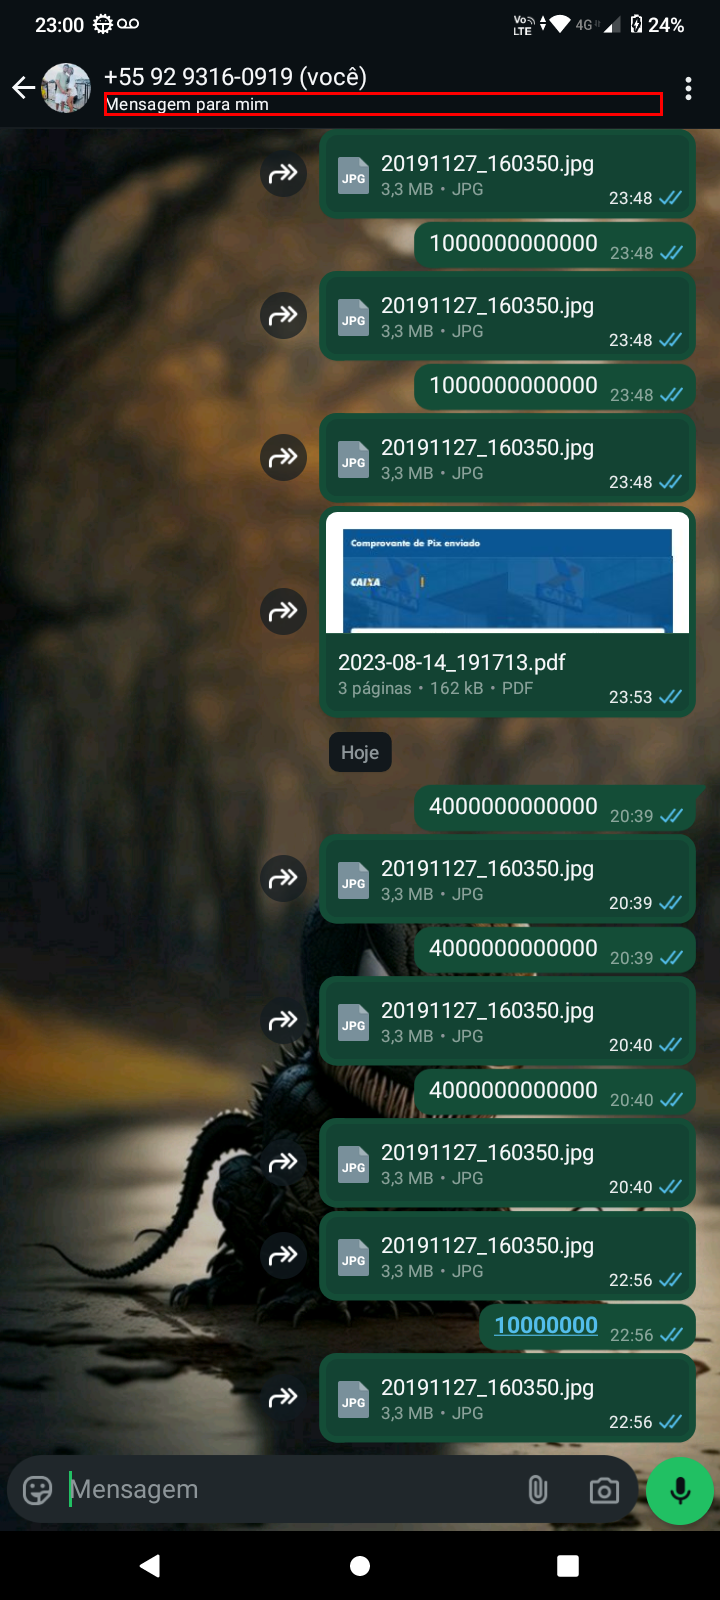 23:00
Vo LTE 4G 24%
+55 92 9316-0919 (você)
Mensagem para mim
JPG 20191127_160350.jpg
3,3 MB • JPG 23:48
1000000000000 23:48
JPG 20191127_160350.jpg
3,3 MB • JPG 23:48
1000000000000 23:48
JPG 20191127_160350.jpg
3,3 MB • JPG 23:48
Comprovante de Pix enviado
CAIXA
2023-08-14_191713.pdf
3 páginas • 162 kB • PDF 23:53
Hoje
4000000000000 20:39
JPG 20191127_160350.jpg
3,3 MB • JPG 20:39
4000000000000 20:39
JPG 20191127_160350.jpg
3,3 MB • JPG 20:40
4000000000000 20:40
JPG 20191127_160350.jpg
3,3 MB • JPG 20:40
JPG 20191127_160350.jpg
3,3 MB • JPG 22:56
10000000 22:56
JPG 20191127_160350.jpg
3,3 MB • JPG 22:56
Mensagem